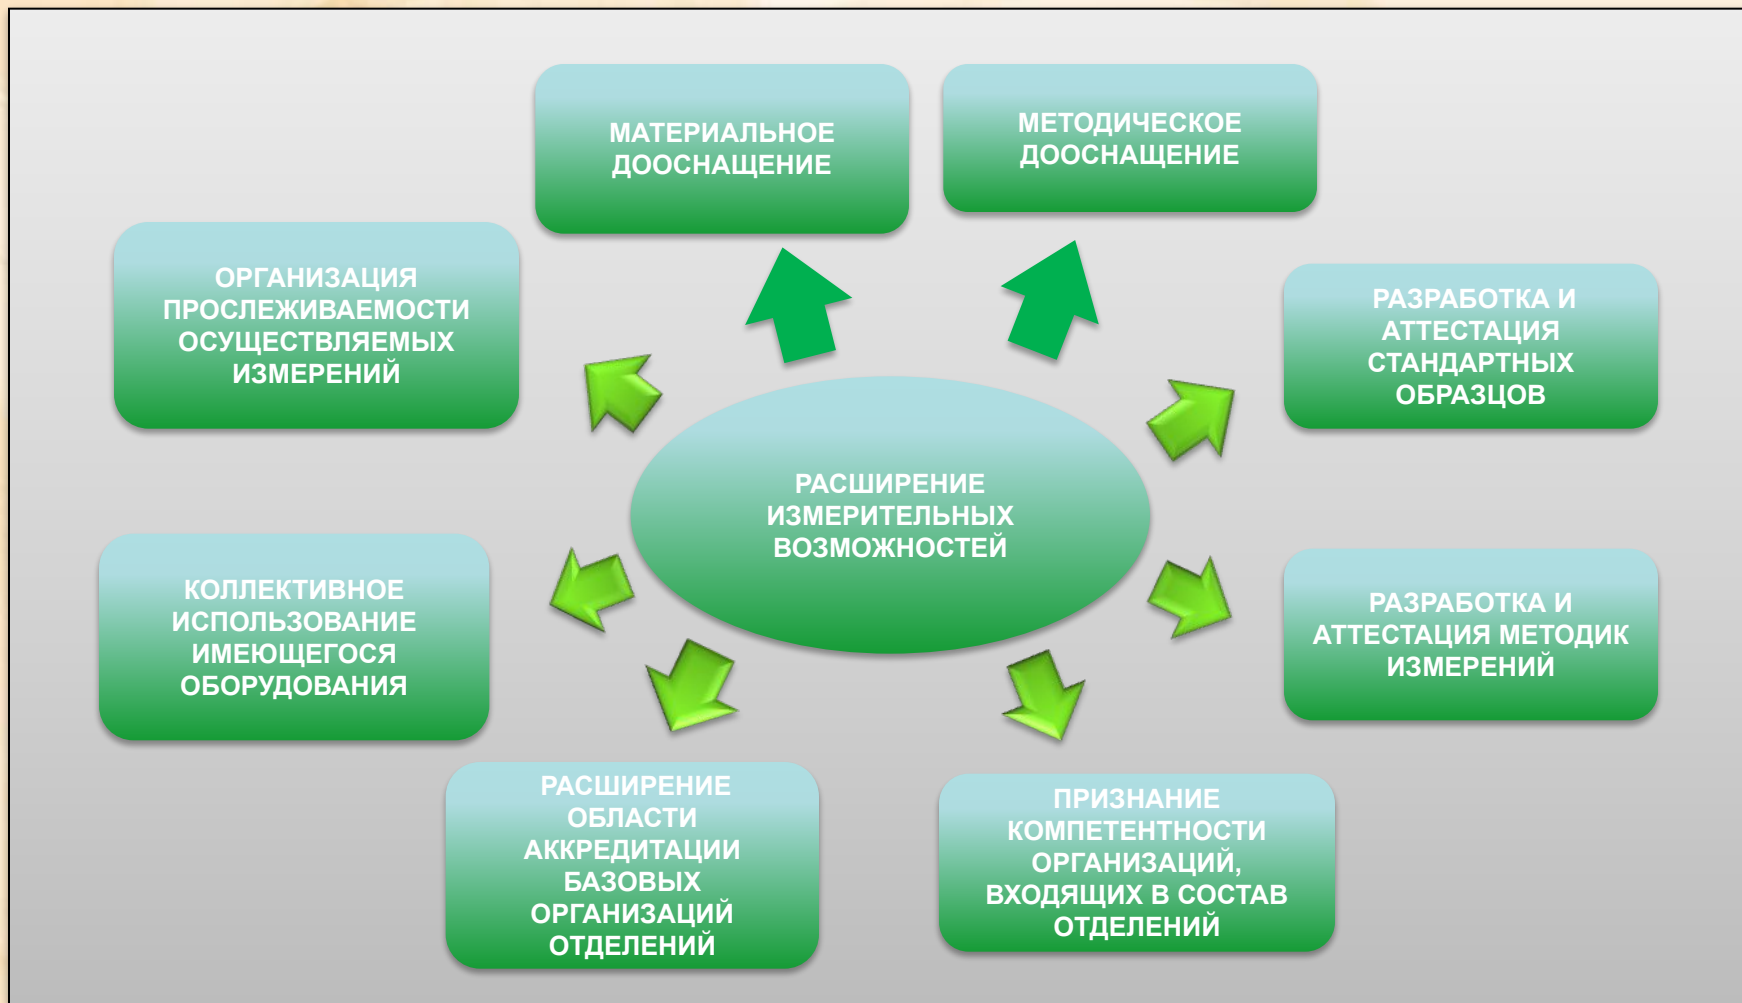 МАТЕРИАЛЬНОЕ
ДООСНАЩЕНИЕ
МЕТОДИЧЕСКОЕ
ДООСНАЩЕНИЕ
ОРГАНИЗАЦИЯ
ПРОСЛЕЖИВАЕМОСТИ
ОСУЩЕСТВЛЯЕМЫХ
ИЗМЕРЕНИЙ
РАЗРАБОТКА И
АТТЕСТАЦИЯ
СТАНДАРТНЫХ
ОБРАЗЦОВ
РАСШИРЕНИЕ
ИЗМЕРИТЕЛЬНЫХ
ВОЗМОЖНОСТЕЙ
КОЛЛЕКТИВНОЕ
ИСПОЛЬЗОВАНИЕ
ИМЕЮЩЕГОСЯ
ОБОРУДОВАНИЯ
РАЗРАБОТКА И
АТТЕСТАЦИЯ МЕТОДИК
ИЗМЕРЕНИЙ
РАСШИРЕНИЕ
ОБЛАСТИ
АККРЕДИТАЦИИ
БАЗОВЫХ
ОРГАНИЗАЦИЙ
ОТДЕЛЕНИЙ
ПРИЗНАНИЕ
КОМПЕТЕНТНОСТИ
ОРГАНИЗАЦИЙ,
ВХОДЯЩИХ В СОСТАВ
ОТДЕЛЕНИЙ